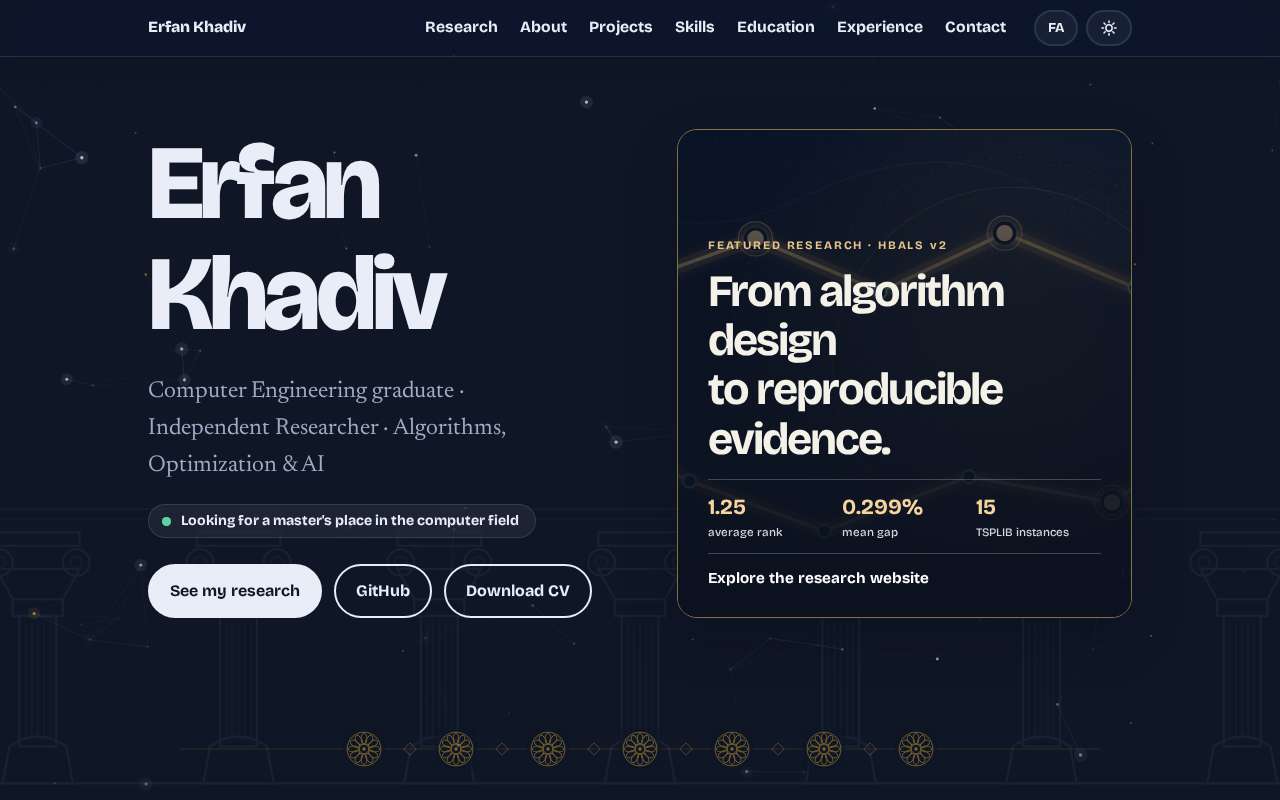 Erfan Khadiv
Research About Projects Skills Education Experience Contact FA
Erfan
Khadiv
Computer Engineering graduate ·
Independent Researcher · Algorithms,
Optimization & AI
Looking for a master's place in the computer field
See my research GitHub Download CV
FEATURED RESEARCH · HBALS v2
From algorithm
design
to reproducible
evidence.
1.25 0.299% 15
average rank mean gap TSPLIB instances
Explore the research website